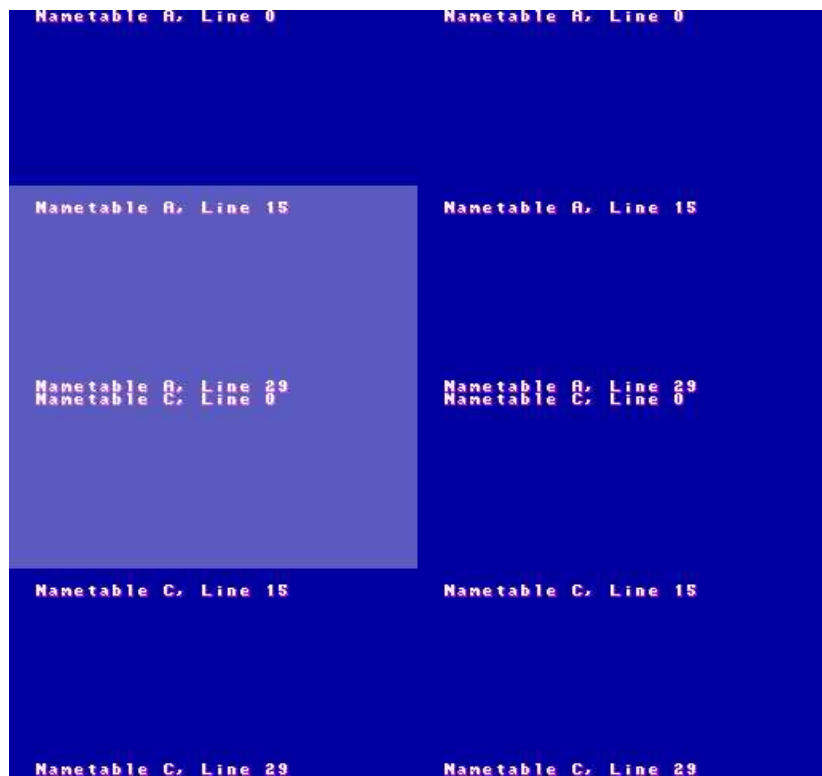 Nametable A, Line 0 Nametable A, Line 0
Nametable A, Line 15 Nametable A, Line 15
Nametable A, Line 29 Nametable A, Line 29
Nametable C, Line 0 Nametable C, Line 0
Nametable C, Line 15 Nametable C, Line 15
Nametable C, Line 29 Nametable C, Line 29